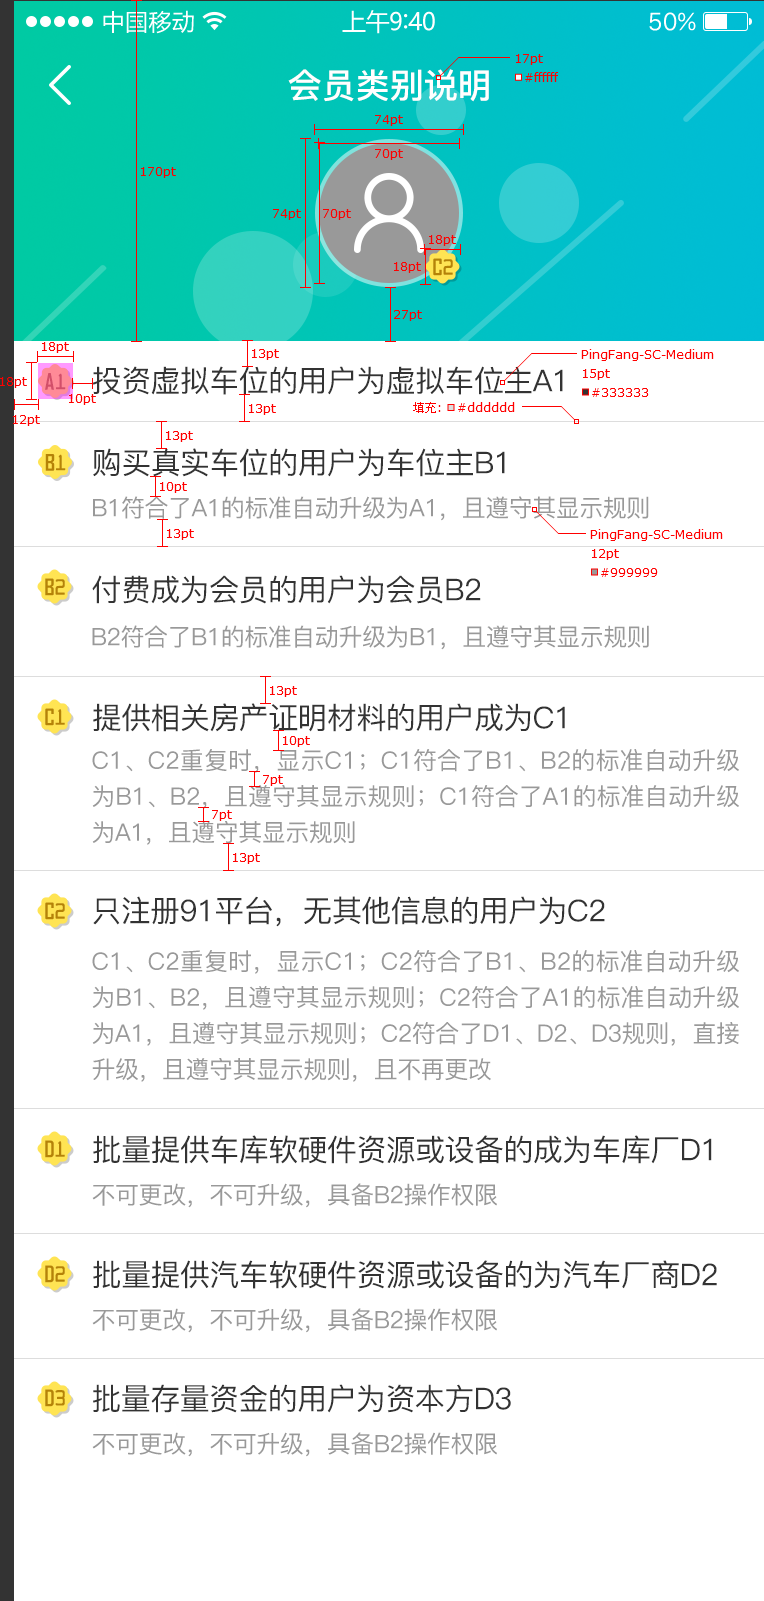 中国移动 上午9:40 50%
会员类别说明
17pt
#ffffff
74pt
70pt
170pt
74pt
70pt
18pt
18pt
C2
27pt
13pt
18pt
PingFang-SC-Medium
15pt
#333333
18pt
A1
10pt
投资虚拟车位的用户为虚拟车位主A1
12pt
13pt
填充: #dddddd
13pt
B1
购买真实车位的用户为车位主B1
10pt
B1符合了A1的标准自动升级为A1，且遵守其显示规则
13pt
PingFang-SC-Medium
12pt
#999999
B2
付费成为会员的用户为会员B2
B2符合了B1的标准自动升级为B1，且遵守其显示规则
13pt
C1
提供相关房产证明材料的用户成为C1
10pt
C1、C2重复时，显示C1；C1符合了B1、B2的标准自动升级
7pt
为B1、B2，且遵守其显示规则；C1符合了A1的标准自动升级
7pt
为A1，且遵守其显示规则
13pt
C2
只注册91平台，无其他信息的用户为C2
C1、C2重复时，显示C1；C2符合了B1、B2的标准自动升级
为B1、B2，且遵守其显示规则；C2符合了A1的标准自动升级
为A1，且遵守其显示规则；C2符合了D1、D2、D3规则，直接
升级，且遵守其显示规则，且不再更改
D1
批量提供车库软硬件资源或设备的成为车库厂D1
不可更改，不可升级，具备B2操作权限
D2
批量提供汽车软硬件资源或设备的为汽车厂商D2
不可更改，不可升级，具备B2操作权限
D3
批量存量资金的用户为资本方D3
不可更改，不可升级，具备B2操作权限